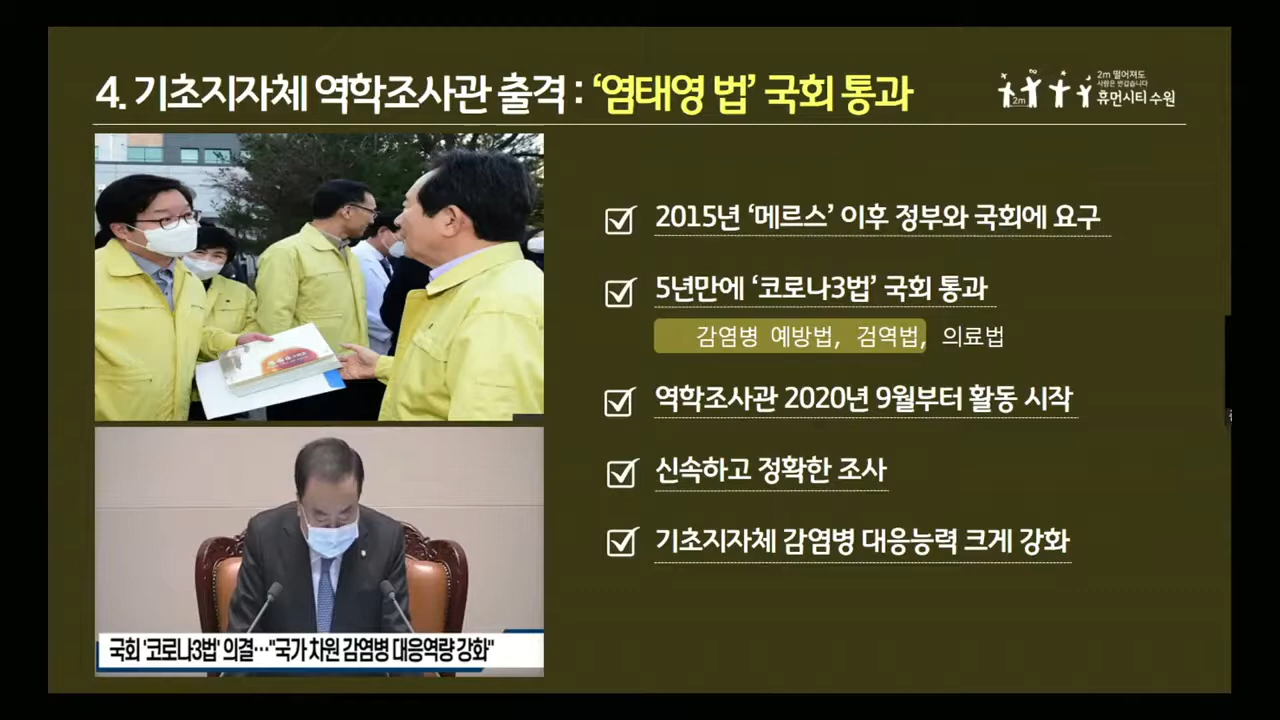 4. 기초지자체 역학조사관 출격 : ‘염태영 법’ 국회 통과
2m
2m 떨어져도
사람은 반갑습니다
휴먼시티 수원
2015년 ‘메르스’ 이후 정부와 국회에 요구
5년만에 ‘코로나3법’ 국회 통과
감염병 예방법, 검역법, 의료법
역학조사관 2020년 9월부터 활동 시작
신속하고 정확한 조사
기초지자체 감염병 대응능력 크게 강화
국회 '코로나3법' 의결…"국가 차원 감염병 대응역량 강화"